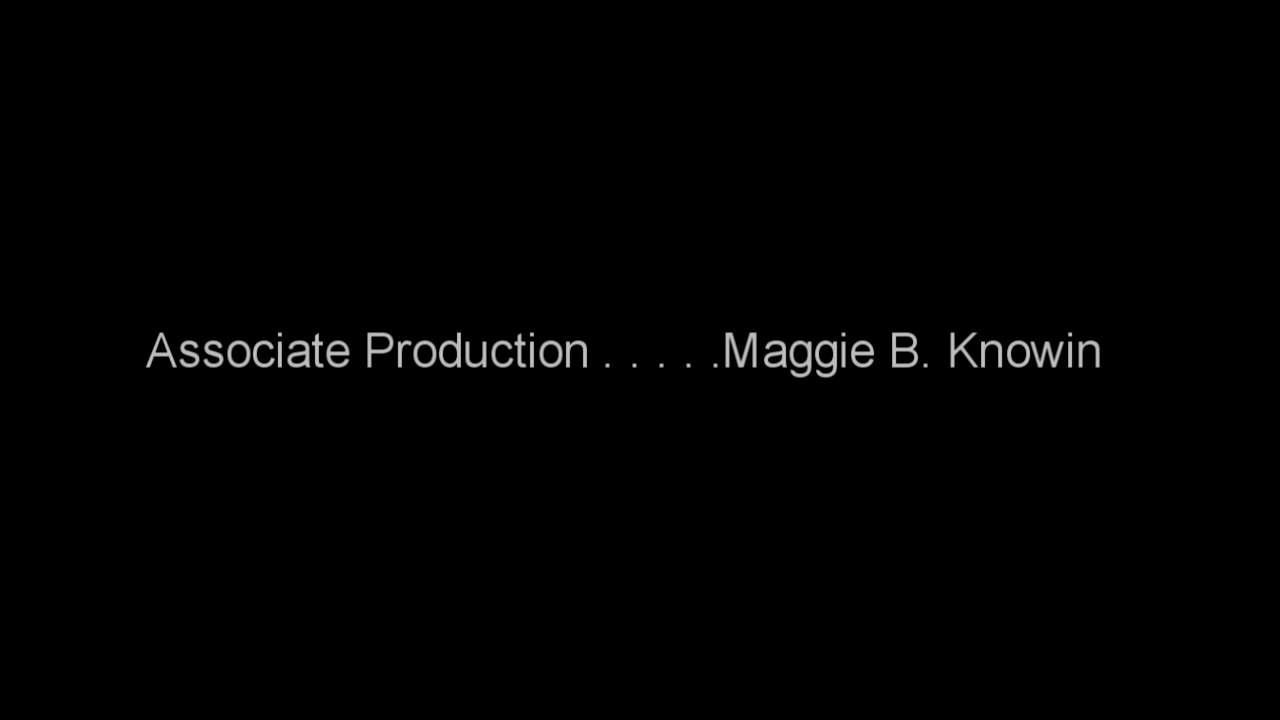 Associate Production . . . . .Maggie B. Knowin